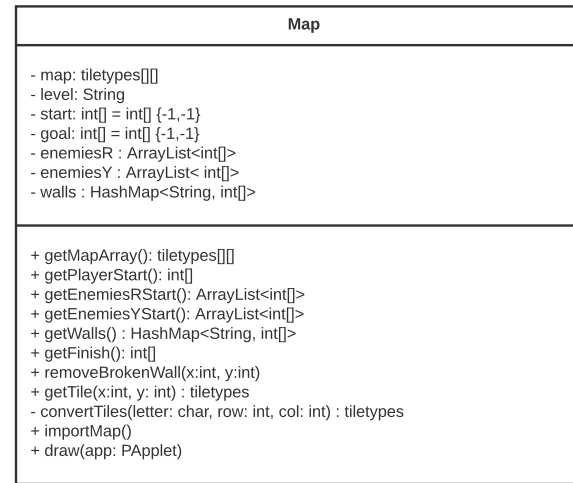 Map
- map: tiletypes[][]
- level: String
- start: int[] = int[] {-1,-1}
- goal: int[] = int[] {-1,-1}
- enemiesR : ArrayList<int[]>
- enemiesY : ArrayList< int[]>
- walls : HashMap<String, int[]>
+ getMapArray(): tiletypes[][]
+ getPlayerStart(): int[]
+ getEnemiesRStart(): ArrayList<int[]>
+ getEnemiesYStart(): ArrayList<int[]>
+ getWalls() : HashMap<String, int[]>
+ getFinish(): int[]
+ removeBrokenWall(x:int, y:int)
+ getTile(x:int, y: int) : tiletypes
- convertTiles(letter: char, row: int, col: int) : tiletypes
+ importMap()
+ draw(app: PApplet)